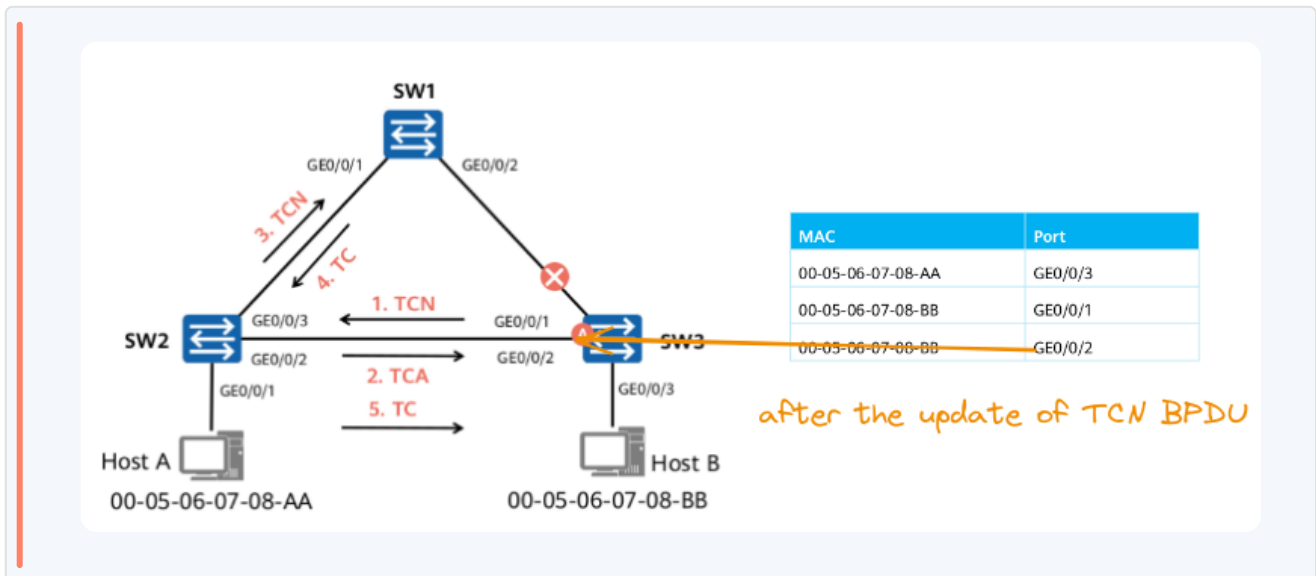 SW1
GE0/0/1
GE0/0/2
3. TCN
4. TC
1. TCN
SW2
GE0/0/3
GE0/0/1
A
SW3
GE0/0/2
GE0/0/2
2. TCA
GE0/0/1
GE0/0/3
5. TC
Host A
Host B
00-05-06-07-08-AA
00-05-06-07-08-BB
MAC Port
00-05-06-07-08-AA GE0/0/3
00-05-06-07-08-BB GE0/0/1
00-05-06-07-08-BB GE0/0/2
after the update of TCN BPDU